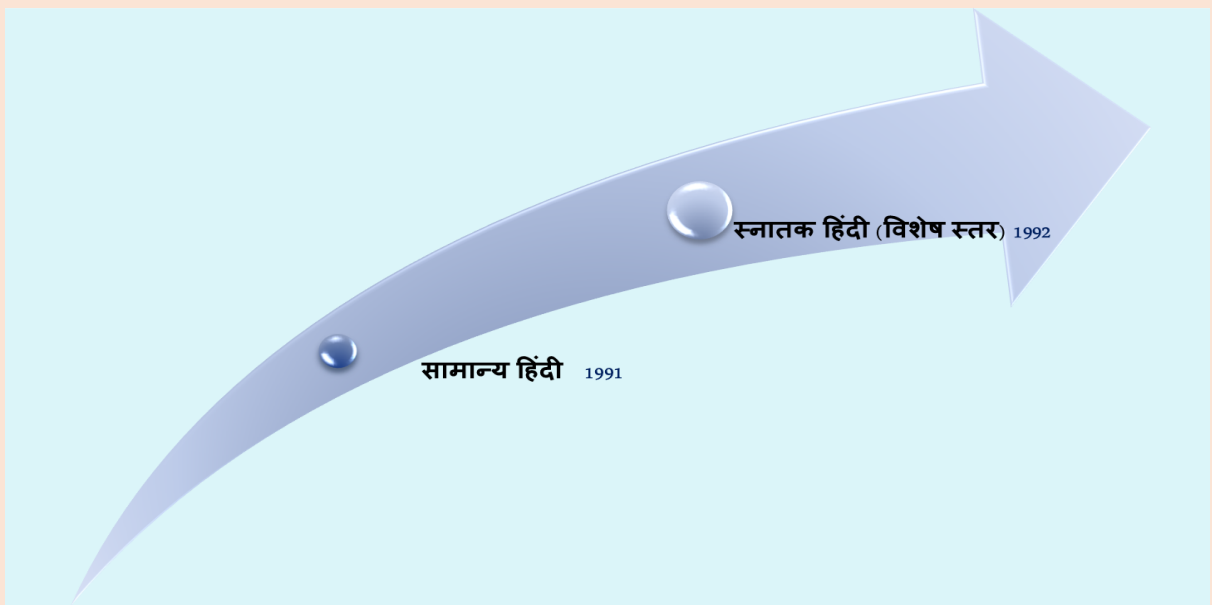 स्नातक हिंदी (विशेष स्तर) 1992
सामान्य हिंदी 1991